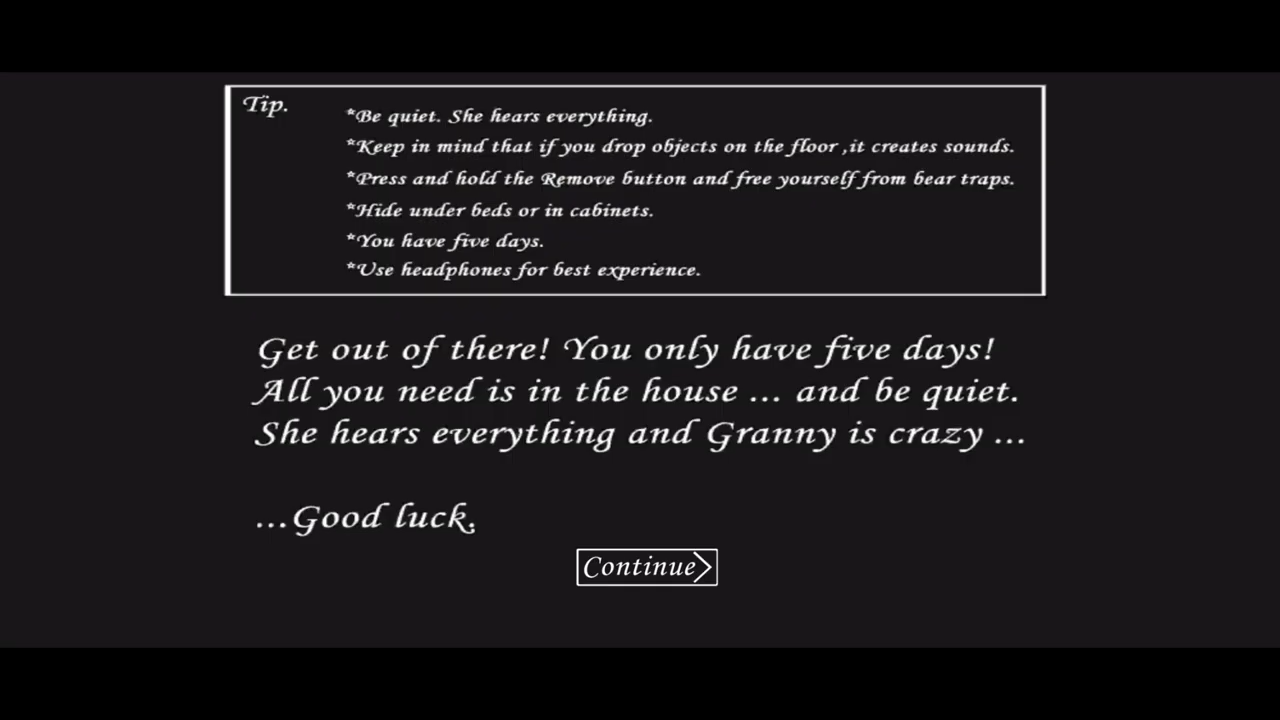 Tip.
*Be quiet. She hears everything.
*Keep in mind that if you drop objects on the floor ,it creates sounds.
*Press and hold the Remove button and free yourself from bear traps.
*Hide under beds or in cabinets.
*You have five days.
*Use headphones for best experience.
Get out of there! You only have five days!
All you need is in the house ... and be quiet.
She hears everything and Granny is crazy ...
...Good luck.
Continue>